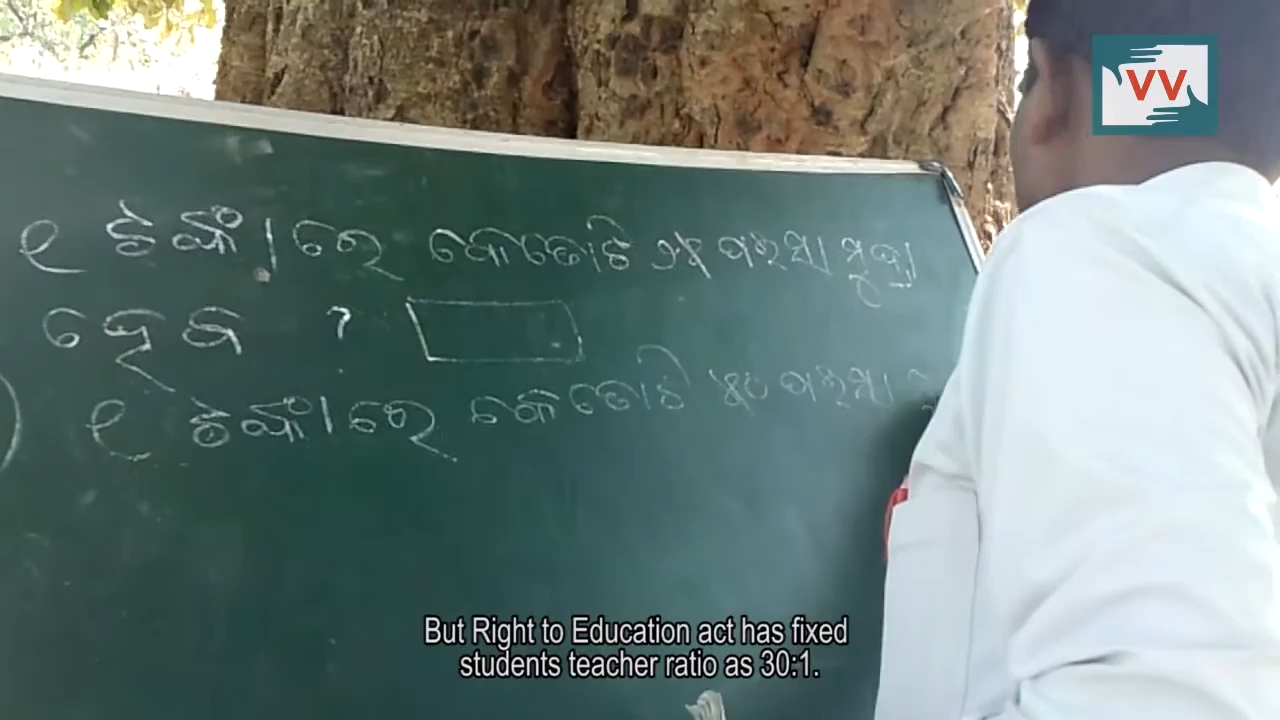 VV
୧ ଟଙ୍କାରେ କେତୋଟି ୨୫ ପଇସା ମୁଦ୍ରା
ହେବ ?
୧ ଟଙ୍କାରେ କେତୋଟି ୫୦ ପଇସା
But Right to Education act has fixed
students teacher ratio as 30:1.